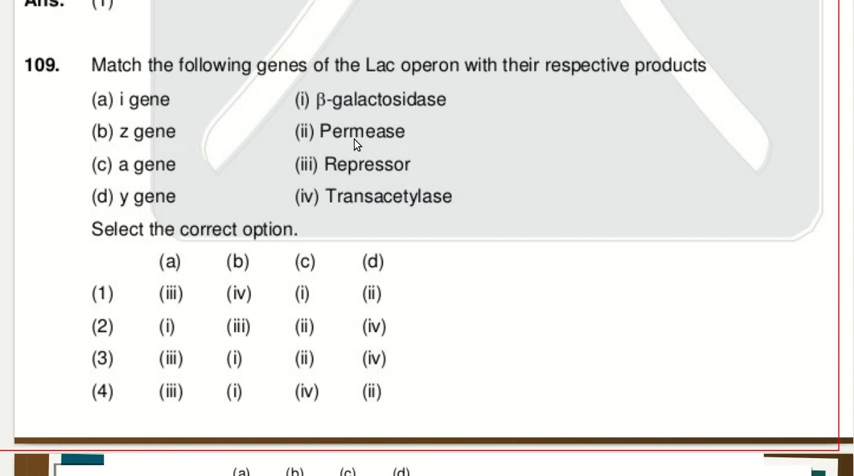 Ans. (1)
109. Match the following genes of the Lac operon with their respective products
(a) i gene (i) β-galactosidase
(b) z gene (ii) Permease
(c) a gene (iii) Repressor
(d) y gene (iv) Transacetylase
Select the correct option.
(a) (b) (c) (d)
(1) (iii) (iv) (i) (ii)
(2) (i) (iii) (ii) (iv)
(3) (iii) (i) (ii) (iv)
(4) (iii) (i) (iv) (ii)
(a) (b) (c) (d)